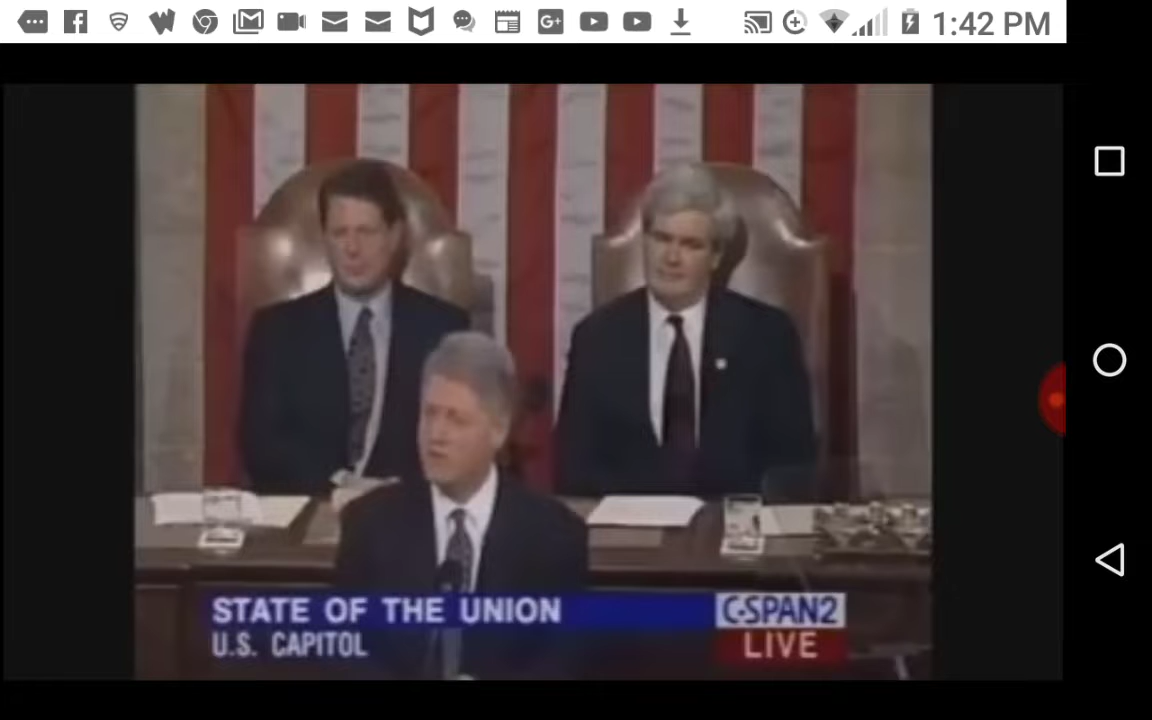 1:42 PM
STATE OF THE UNION
C-SPAN2
U.S. CAPITOL
LIVE